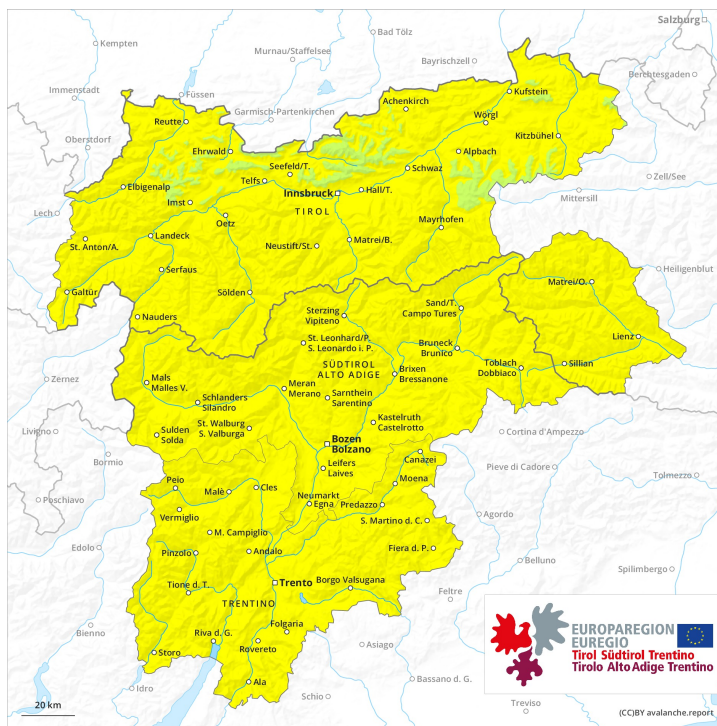 Salzburg
Kempten
Bad Tölz
Murnau/Staffelsee
Bayrischzell
Berchtesgaden
Immenstadt
Füssen
Achenkirch
Kufstein
Garmisch-Partenkirchen
Reutte
Wörgl
Oberstdorf
Ehrwald
Kitzbühel
Alpbach
Seefeld/T.
Schwaz
Zell/See
Elbigenalp
Telfs
Innsbruck
Hall/T.
Mittersill
Imst
TIROL
Lech
Oetz
Mayrhofen
St. Anton/A.
Landeck
Neustift/St.
Matrei/B.
Serfaus
Heiligenblut
Galtür
Sölden
Matrei/O.
Nauders
Sterzing
Vipiteno
Sand/T.
Campo Tures
Lienz
St. Leonhard/P.
S. Leonardo i. P.
Bruneck
Brunico
Toblach
Dobbiaco
Sillian
SÜDTIROL
ALTO ADIGE
Brixen
Bressanone
Zernez
Mals
Malles V.
Meran
Merano
Schlanders
Silandro
Sarnthein
Sarentino
Kastelruth
Castelrotto
St. Walburg
S. Valburga
Livigno
Sulden
Solda
Cortina d'Ampezzo
Bozen
Bolzano
Bormio
Canazei
Pieve di Cadore
Leifers
Laives
Tolmezzo
Poschiavo
Peio
Malè
Cles
Moena
Neumarkt
Egna
Predazzo
Vermiglio
Agordo
S. Martino d. C.
M. Campiglio
Edolo
Pinzolo
Andalo
Fiera d. P.
Belluno
Spilimbergo
Tione d. T.
Trento
Borgo Valsugana
Feltre
TRENTINO
Folgaria
Bienno
Riva d. G.
Rovereto
Asiago
Storo
Bassano d. G.
Ala
Idro
Schio
Treviso
20 km
EUROPAREGION
EUREGIO
Tirol Südtirol Trentino
Tirolo Alto Adige Trentino
(CC)BY avalanche.report